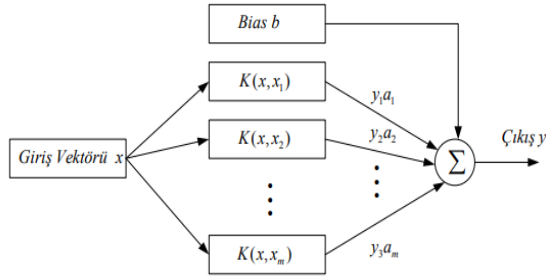 Bias b
K(x,x₁)
y₁a₁
K(x,x₂)
y₂a₂
Çıkış y
Giriş Vektörü x
Σ
K(x,xₘ)
y₃aₘ